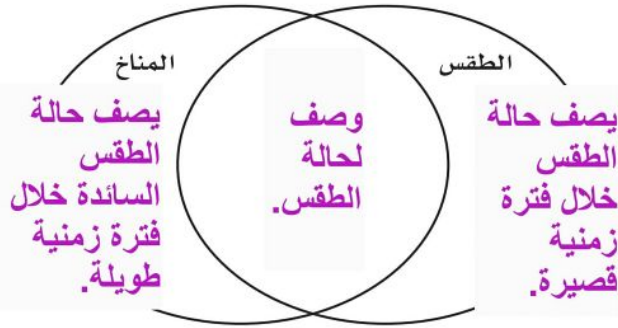 الطقس
يصف حالة
الطقس
خلال فترة
زمنية
قصيرة.
وصف
لحالة
الطقس.
المناخ
يصف حالة
الطقس
السائدة خلال
فترة زمنية
طويلة.